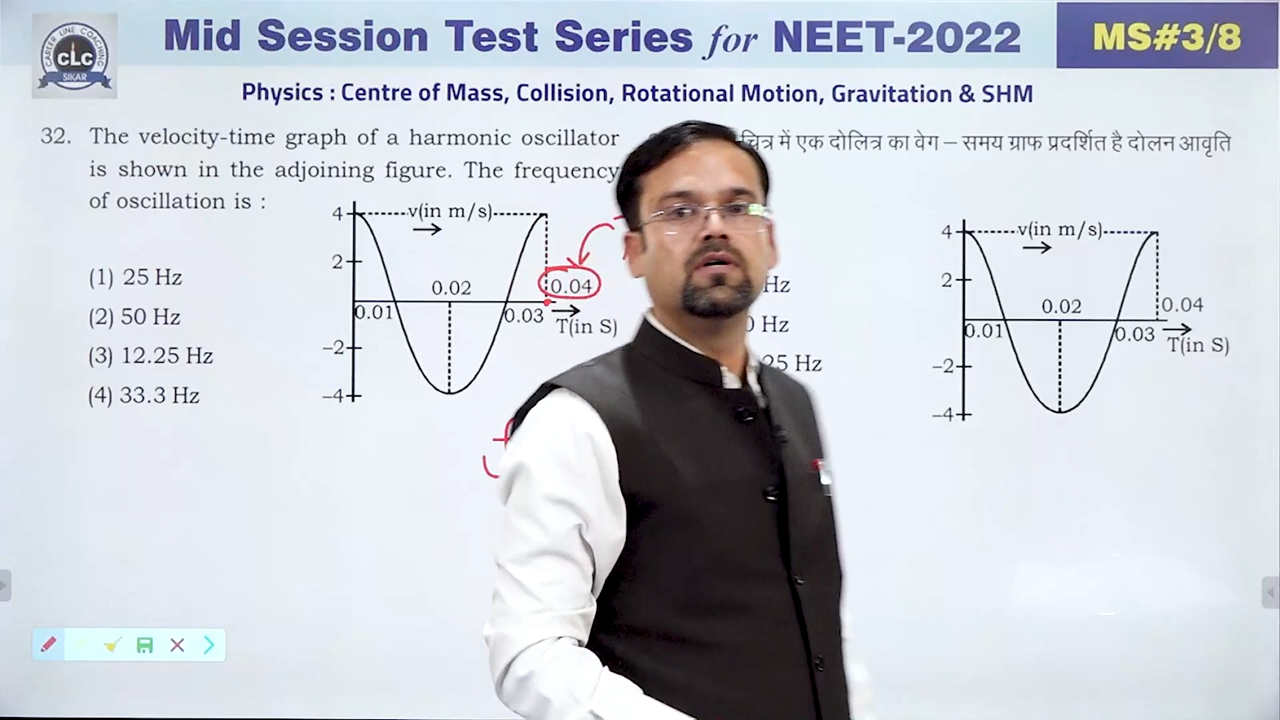 CAREER LINE COACHING
CLC
SIKAR
Mid Session Test Series for NEET-2022
MS#3/8
Physics : Centre of Mass, Collision, Rotational Motion, Gravitation & SHM
32. The velocity-time graph of a harmonic oscillator
is shown in the adjoining figure. The frequency
of oscillation is :
(1) 25 Hz
(2) 50 Hz
(3) 12.25 Hz
(4) 33.3 Hz
4
v(in m/s)
2
0.02
0.04
0.01
0.03
T(in S)
–2
–4
चित्र में एक दोलित्र का वेग – समय ग्राफ प्रदर्शित है दोलन आवृति
Hz
0 Hz
25 Hz
4
v(in m/s)
2
0.02
0.04
0.01
0.03
T(in S)
–2
–4